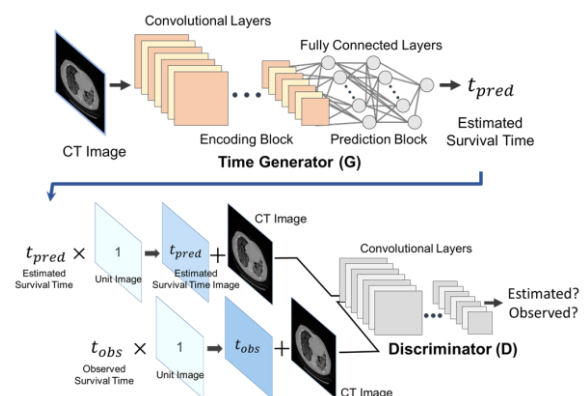 Convolutional Layers
Fully Connected Layers
t_pred
CT Image
Encoding Block
Prediction Block
Estimated
Survival Time
Time Generator (G)
CT Image
Convolutional Layers
t_pred ×
1
t_pred
+
Estimated
Survival Time
Unit Image
Estimated
Survival Time Image
Estimated?
Observed?
t_obs ×
1
t_obs
+
Discriminator (D)
Observed
Survival Time
Unit Image
CT Image